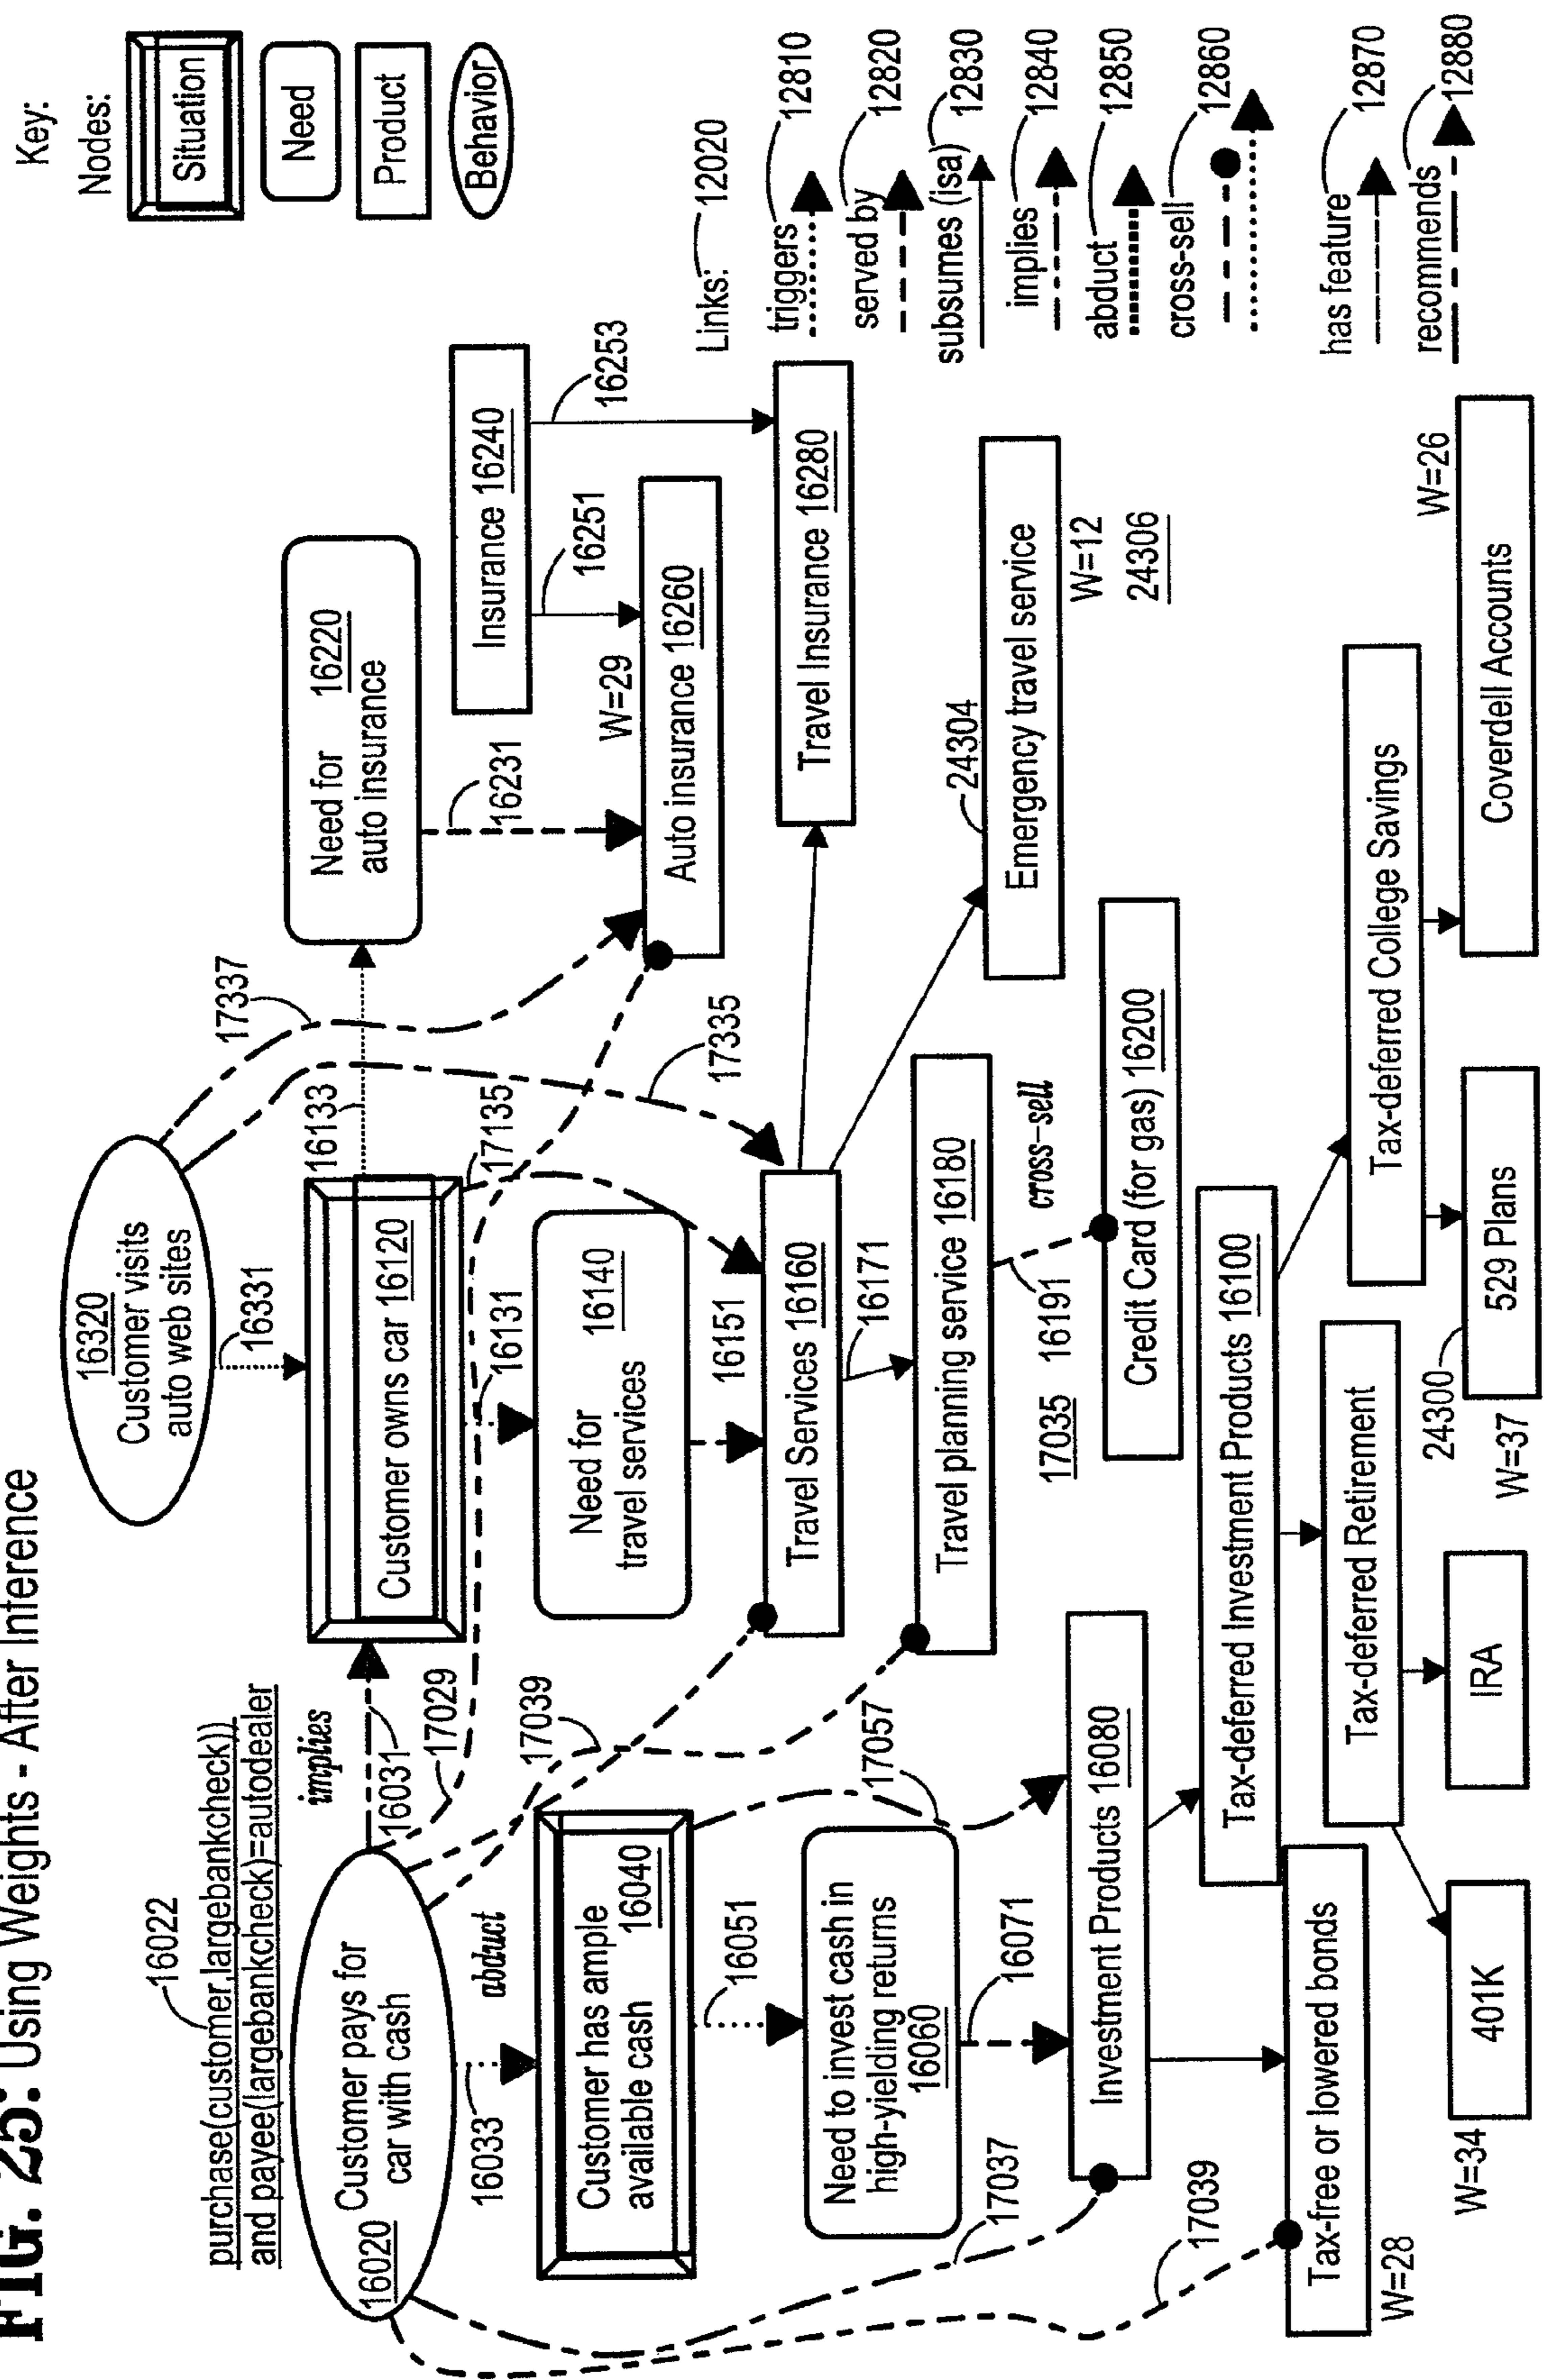 FIG. 25: Using Weights - After Inference
Key:
Nodes:
Situation
Need
Product
Behavior
Links: 12020
triggers 12810
served by 12820
subsumes (isa) 12830
implies 12840
abduct 12850
cross-sell 12860
has feature 12870
recommends 12880
16022
purchase(customer,largebankcheck))
and payee(largebankcheck)=autodealer
Customer pays for
car with cash
16020
implies
16031
17029
17039
16033
abduct
Customer has ample
available cash 16040
16051
17057
Need to invest cash in
high-yielding returns
16060
16071
17037
17039
Investment Products 16080
Tax-free or lowered bonds
W=28
Tax-deferred Investment Products 16100
Tax-deferred Retirement
401K
W=34
IRA
Tax-deferred College Savings
529 Plans
24300
W=37
Coverdell Accounts
W=26
16320
Customer visits
auto web sites
16331
17337
17335
Customer owns car 16120
16133
17135
16131
Need for
travel services
16140
16151
Travel Services 16160
16171
Travel planning service 16180
16191
17035
cross-sell
Credit Card (for gas) 16200
Need for 16220
auto insurance
16231
Insurance 16240
16251
16253
W=29
Auto insurance 16260
Travel Insurance 16280
24304
Emergency travel service
W=12
24306